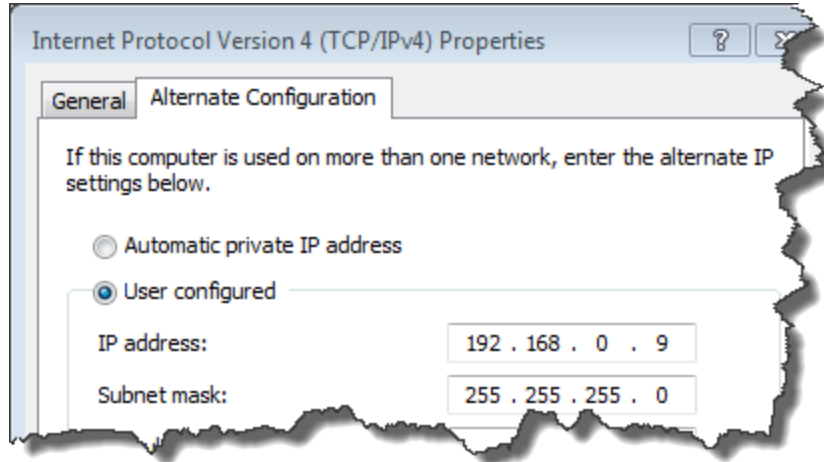 Internet Protocol Version 4 (TCP/IPv4) Properties
General
Alternate Configuration
If this computer is used on more than one network, enter the alternate IP
settings below.
Automatic private IP address
User configured
IP address:
192 . 168 . 0 . 9
Subnet mask:
255 . 255 . 255 . 0